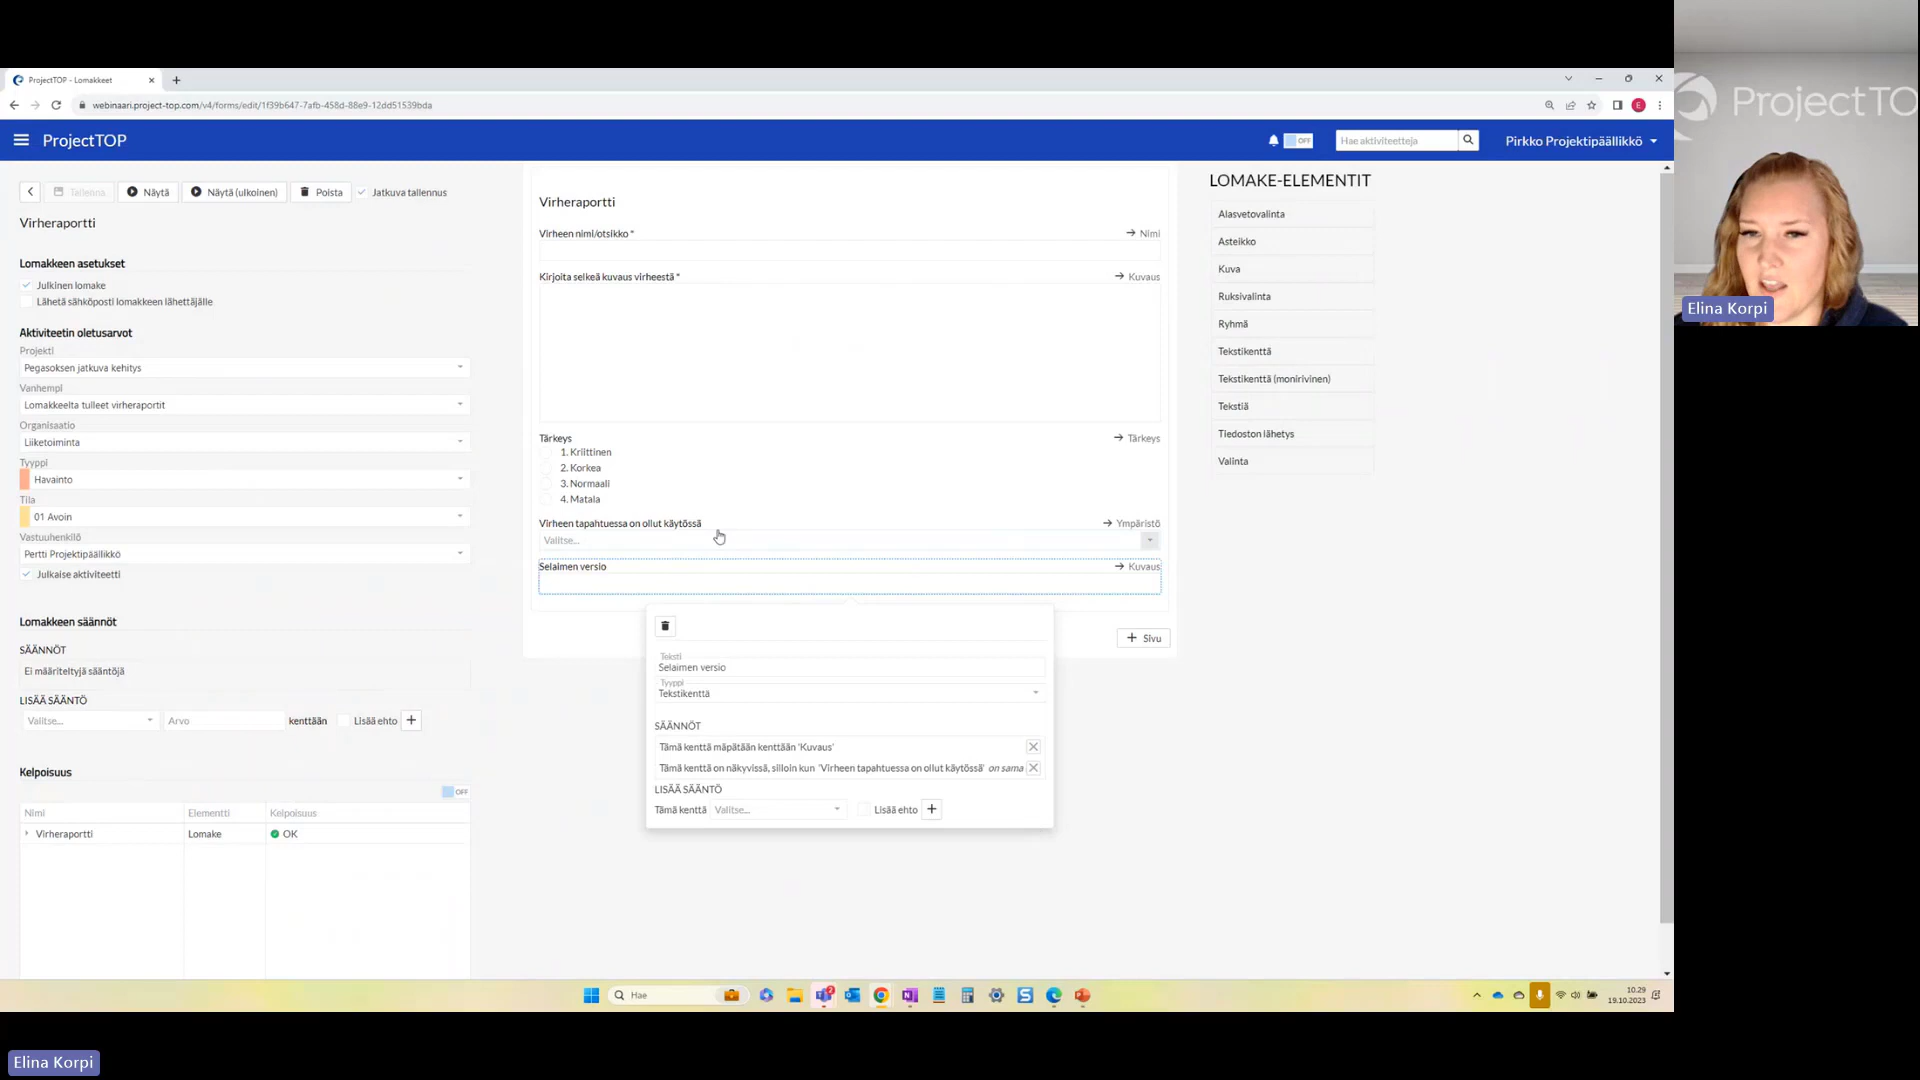 ProjectTOP - Lomakkeet
webinaari.project-top.com/v4/forms/edit/1f39b647-7afb-458d-88e9-12dd51539bda
E
ProjectTOP
OFF
Hae aktiviteetteja
Pirkko Projektipäällikkö
Tallenna
Näytä
Näytä (ulkoinen)
Poista
Jatkuva tallennus
Virheraportti
Lomakkeen asetukset
Julkinen lomake
Lähetä sähköposti lomakkeen lähettäjälle
Aktiviteetin oletusarvot
Projekti
Pegasoksen jatkuva kehitys
Vanhempi
Lomakkeelta tulleet virheraportit
Organisaatio
Liiketoiminta
Tyyppi
Havainto
Tila
01 Avoin
Vastuuhenkilö
Pertti Projektipäällikkö
Julkaise aktiviteetti
Lomakkeen säännöt
SÄÄNNÖT
Ei määriteltyjä sääntöjä
LISÄÄ SÄÄNTÖ
Valitse... Arvo kenttään Lisää ehto
Kelpoisuus
OFF
Nimi Elementti Kelpoisuus
Virheraportti Lomake OK
Virheraportti
Virheen nimi/otsikko * Nimi
Kirjoita selkeä kuvaus virheestä * Kuvaus
Tärkeys Tärkeys
1. Kriittinen
2. Korkea
3. Normaali
4. Matala
Virheen tapahtuessa on ollut käytössä Ympäristö
Valitse...
Selaimen versio Kuvaus
Sivu
Teksti
Selaimen versio
Tyyppi
Tekstikenttä
SÄÄNNÖT
Tämä kenttä mäpätään kenttään 'Kuvaus'
Tämä kenttä on näkyvissä, silloin kun 'Virheen tapahtuessa on ollut käytössä' on sama
LISÄÄ SÄÄNTÖ
Tämä kenttä Valitse... Lisää ehto
LOMAKE-ELEMENTIT
Alasvetovalinta
Asteikko
Kuva
Ruksivalinta
Ryhmä
Tekstikenttä
Tekstikenttä (monirivinen)
Tekstiä
Tiedoston lähetys
Valinta
Hae
2
10.29
19.10.2023
ProjectTO
Elina Korpi
Elina Korpi